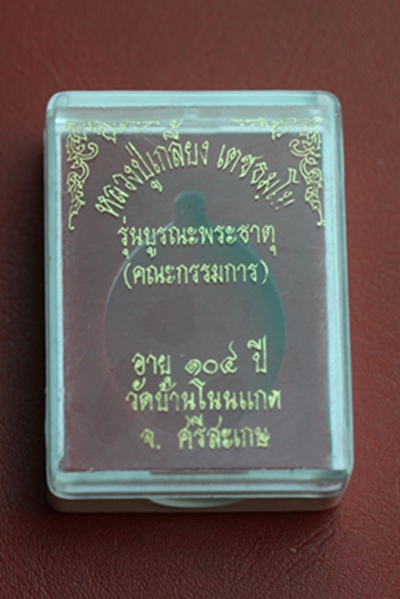 หลวงปู่เกลี้ยง เตชธมฺโม
รุ่นบูรณะพระธาตุ
(คณะกรรมการ)
อายุ ๑๐๔ ปี
วัดบ้านโนนแกด
จ. ศรีสะเกษ